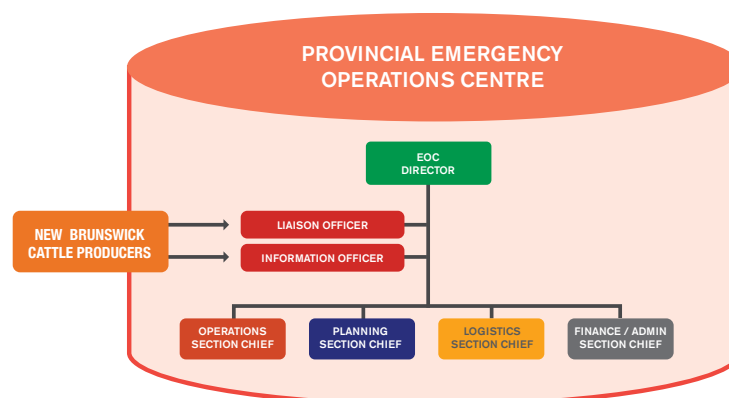 PROVINCIAL EMERGENCY
OPERATIONS CENTRE
EOC
DIRECTOR
NEW BRUNSWICK
CATTLE PRODUCERS
LIAISON OFFICER
INFORMATION OFFICER
OPERATIONS
SECTION CHIEF
PLANNING
SECTION CHIEF
LOGISTICS
SECTION CHIEF
FINANCE / ADMIN
SECTION CHIEF